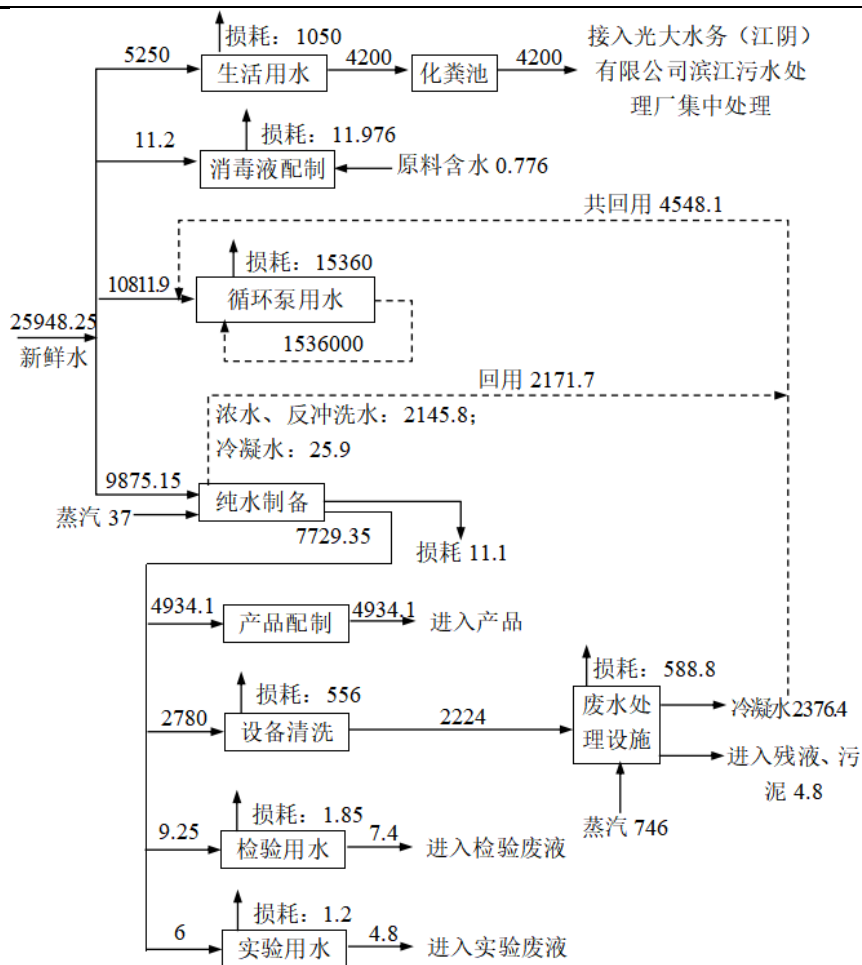 损耗：1050
5250
生活用水
4200
化粪池
4200
接入光大水务（江阴）
有限公司滨江污水处
理厂集中处理
11.2
损耗：11.976
消毒液配制
原料含水 0.776
共回用 4548.1
损耗：15360
10811.9
循环泵用水
1536000
25948.25
新鲜水
回用 2171.7
浓水、反冲洗水：2145.8；
冷凝水：25.9
9875.15
纯水制备
蒸汽 37
7729.35
损耗 11.1
4934.1
产品配制
4934.1
进入产品
损耗：556
2780
设备清洗
2224
损耗：588.8
废水处
理设施
冷凝水2376.4
进入残液、污
泥 4.8
蒸汽 746
损耗：1.85
9.25
检验用水
7.4
进入检验废液
损耗：1.2
6
实验用水
4.8
进入实验废液